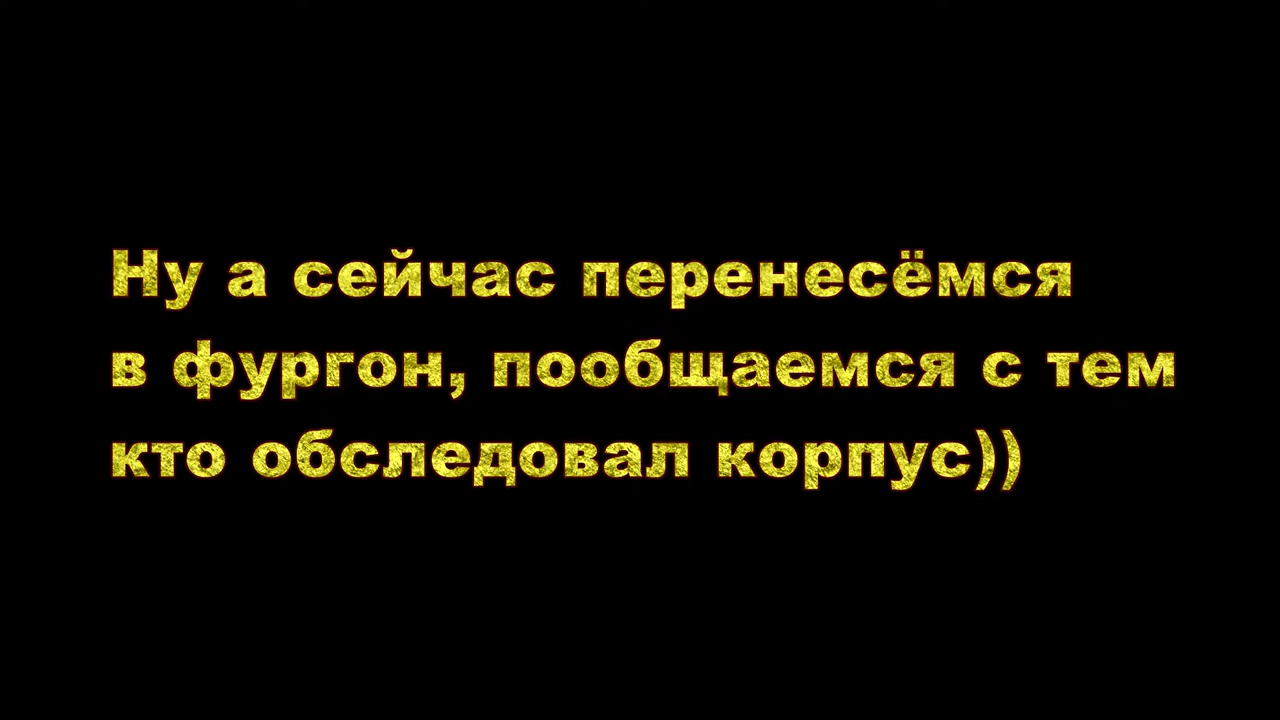 Ну а сейчас перенесёмся
в фургон, пообщаемся с тем
кто обследовал корпус))